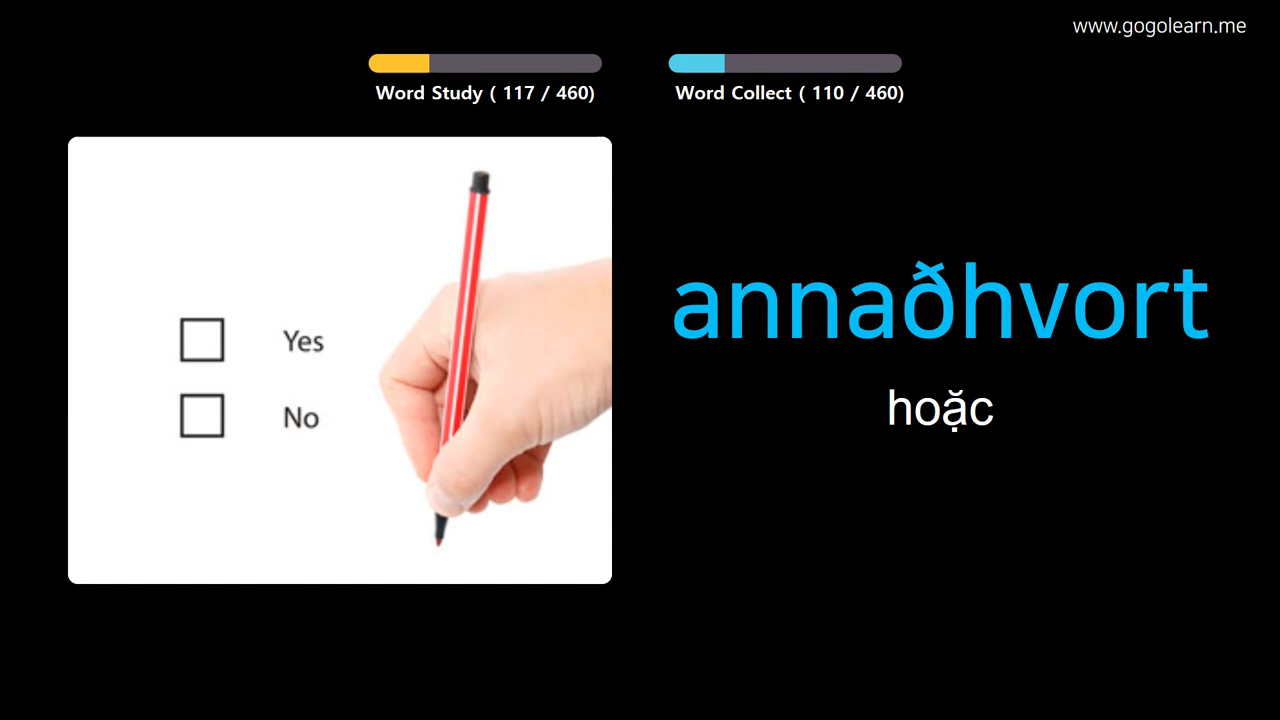 www.gogolearn.me
Word Study ( 117 / 460)
Word Collect ( 110 / 460)
Yes
No
annaðhvort
hoặc